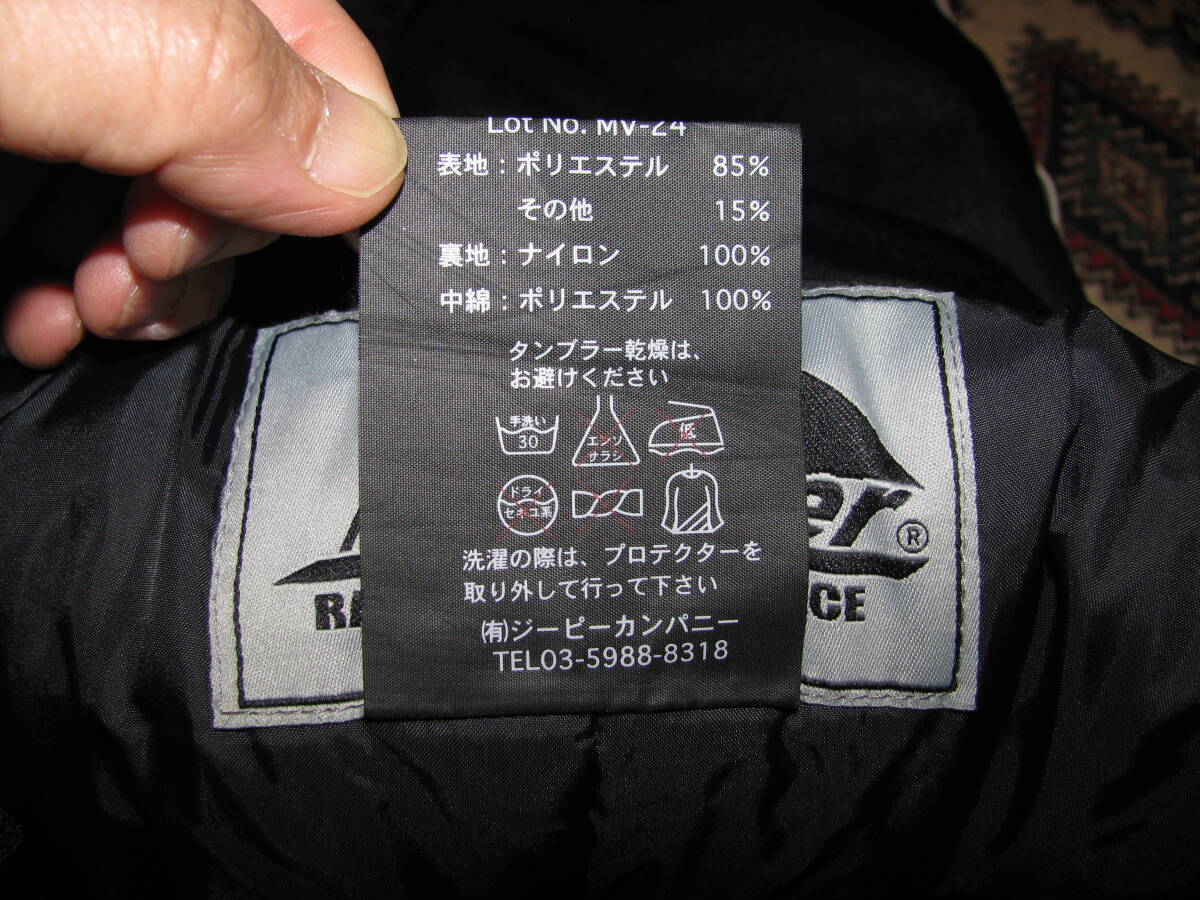 Lot No. MV-24
表地：ポリエステル 85%
その他 15%
裏地：ナイロン 100%
中綿：ポリエステル 100%
タンブラー乾燥は、
お避けください
手洗い
30
エンソ
サラシ
低
ドライ
セキユ系
洗濯の際は、プロテクターを
取り外して行って下さい
㈲ジーピーカンパニー
TEL03-5988-8318
er®
RA
CE